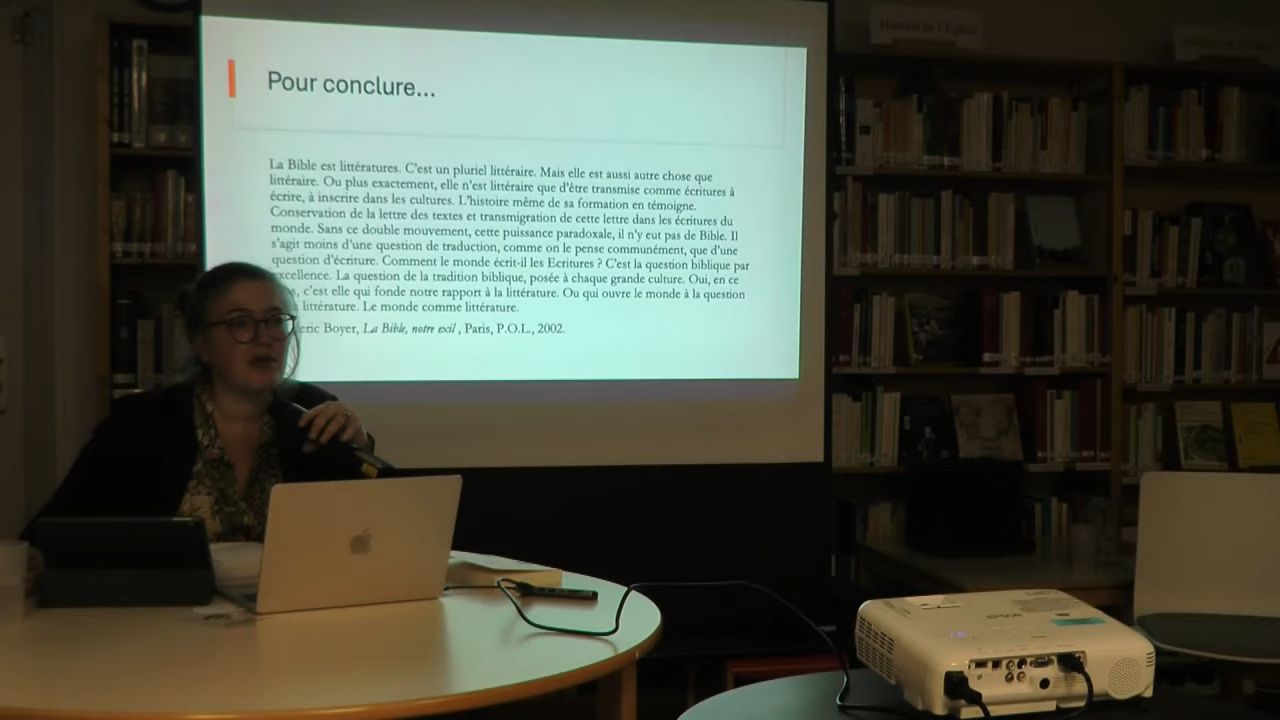 Histoire de l'Église
Pour conclure...
La Bible est littératures. C'est un pluriel littéraire. Mais elle est aussi autre chose que
littéraire. Ou plus exactement, elle n'est littéraire que d'être transmise comme écritures à
écrire, à inscrire dans les cultures. L'histoire même de sa formation en témoigne.
Conservation de la lettre des textes et transmigration de cette lettre dans les écritures du
monde. Sans ce double mouvement, cette puissance paradoxale, il n'y eut pas de Bible. Il
s'agit moins d'une question de traduction, comme on le pense communément, que d'une
question d'écriture. Comment le monde écrit-il les Ecritures ? C'est la question biblique par
excellence. La question de la tradition biblique, posée à chaque grande culture. Oui, en ce
c'est elle qui fonde notre rapport à la littérature. Ou qui ouvre le monde à la question
littérature. Le monde comme littérature.
eric Boyer, La Bible, notre exil , Paris, P.O.L., 2002.
EPSON